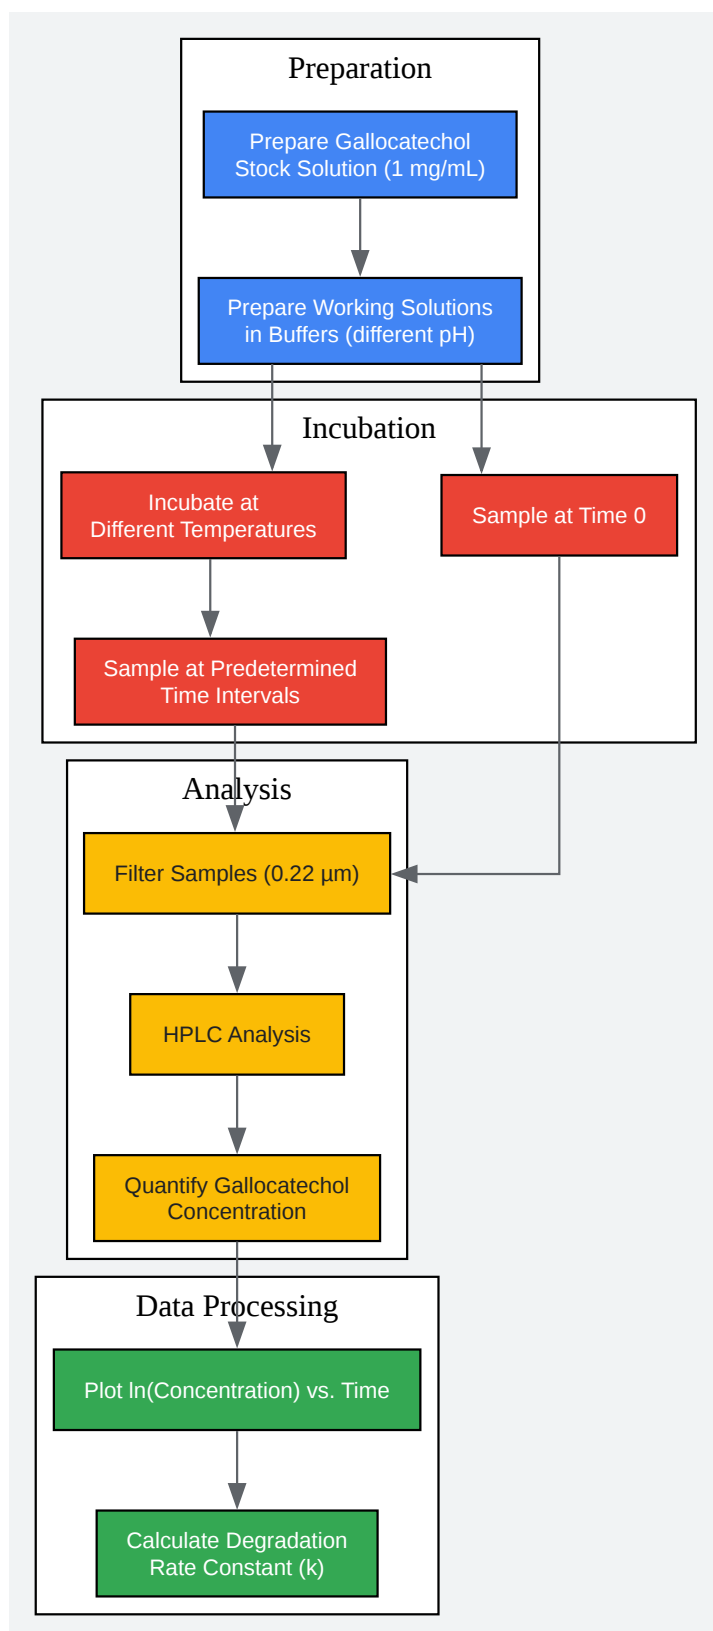 Preparation
Prepare Gallocatechol
Stock Solution (1 mg/mL)
Prepare Working Solutions
in Buffers (different pH)
Incubation
Incubate at
Different Temperatures
Sample at Time 0
Sample at Predetermined
Time Intervals
Analysis
Filter Samples (0.22 µm)
HPLC Analysis
Quantify Gallocatechol
Concentration
Data Processing
Plot ln(Concentration) vs. Time
Calculate Degradation
Rate Constant (k)